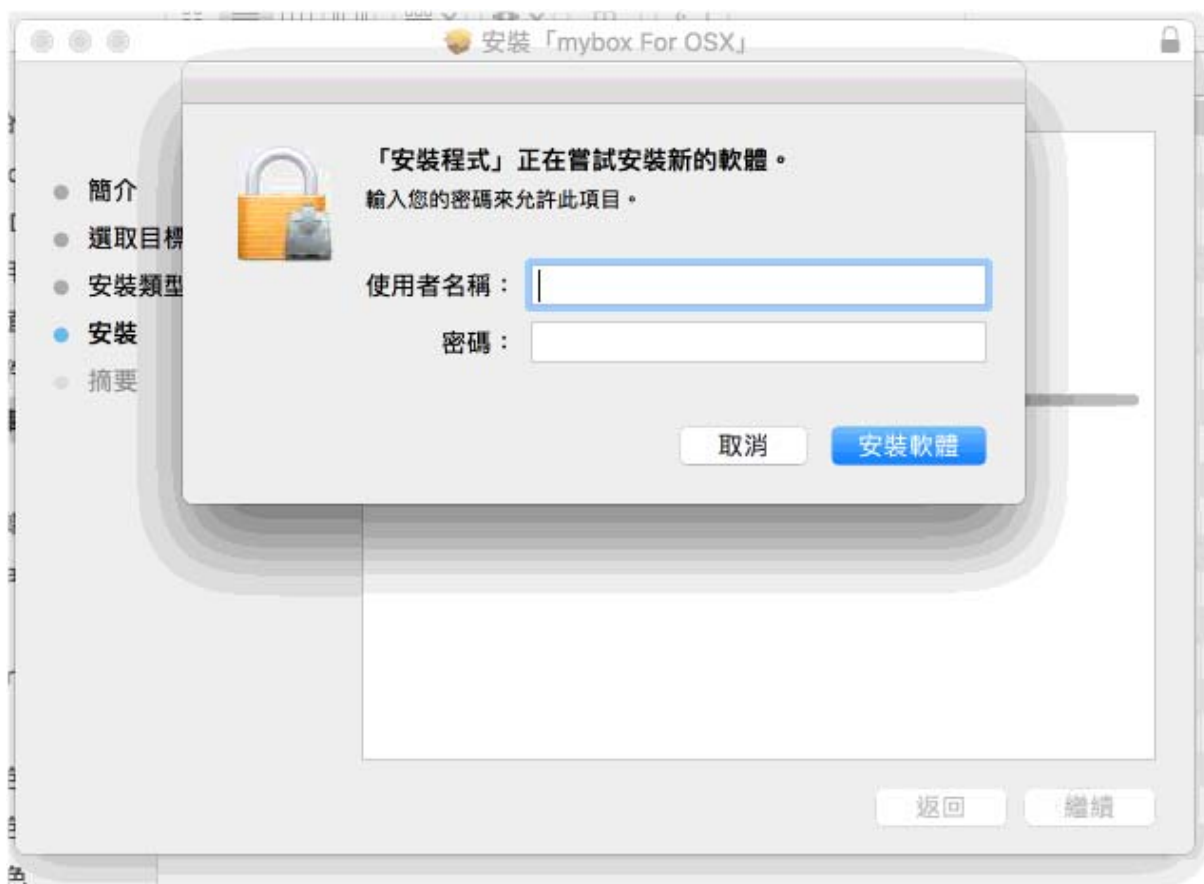 安裝「mybox For OSX」
簡介
選取目標
安裝類型
安裝
摘要
「安裝程式」正在嘗試安裝新的軟體。
輸入您的密碼來允許此項目。
使用者名稱：
密碼：
取消
安裝軟體
返回
繼續